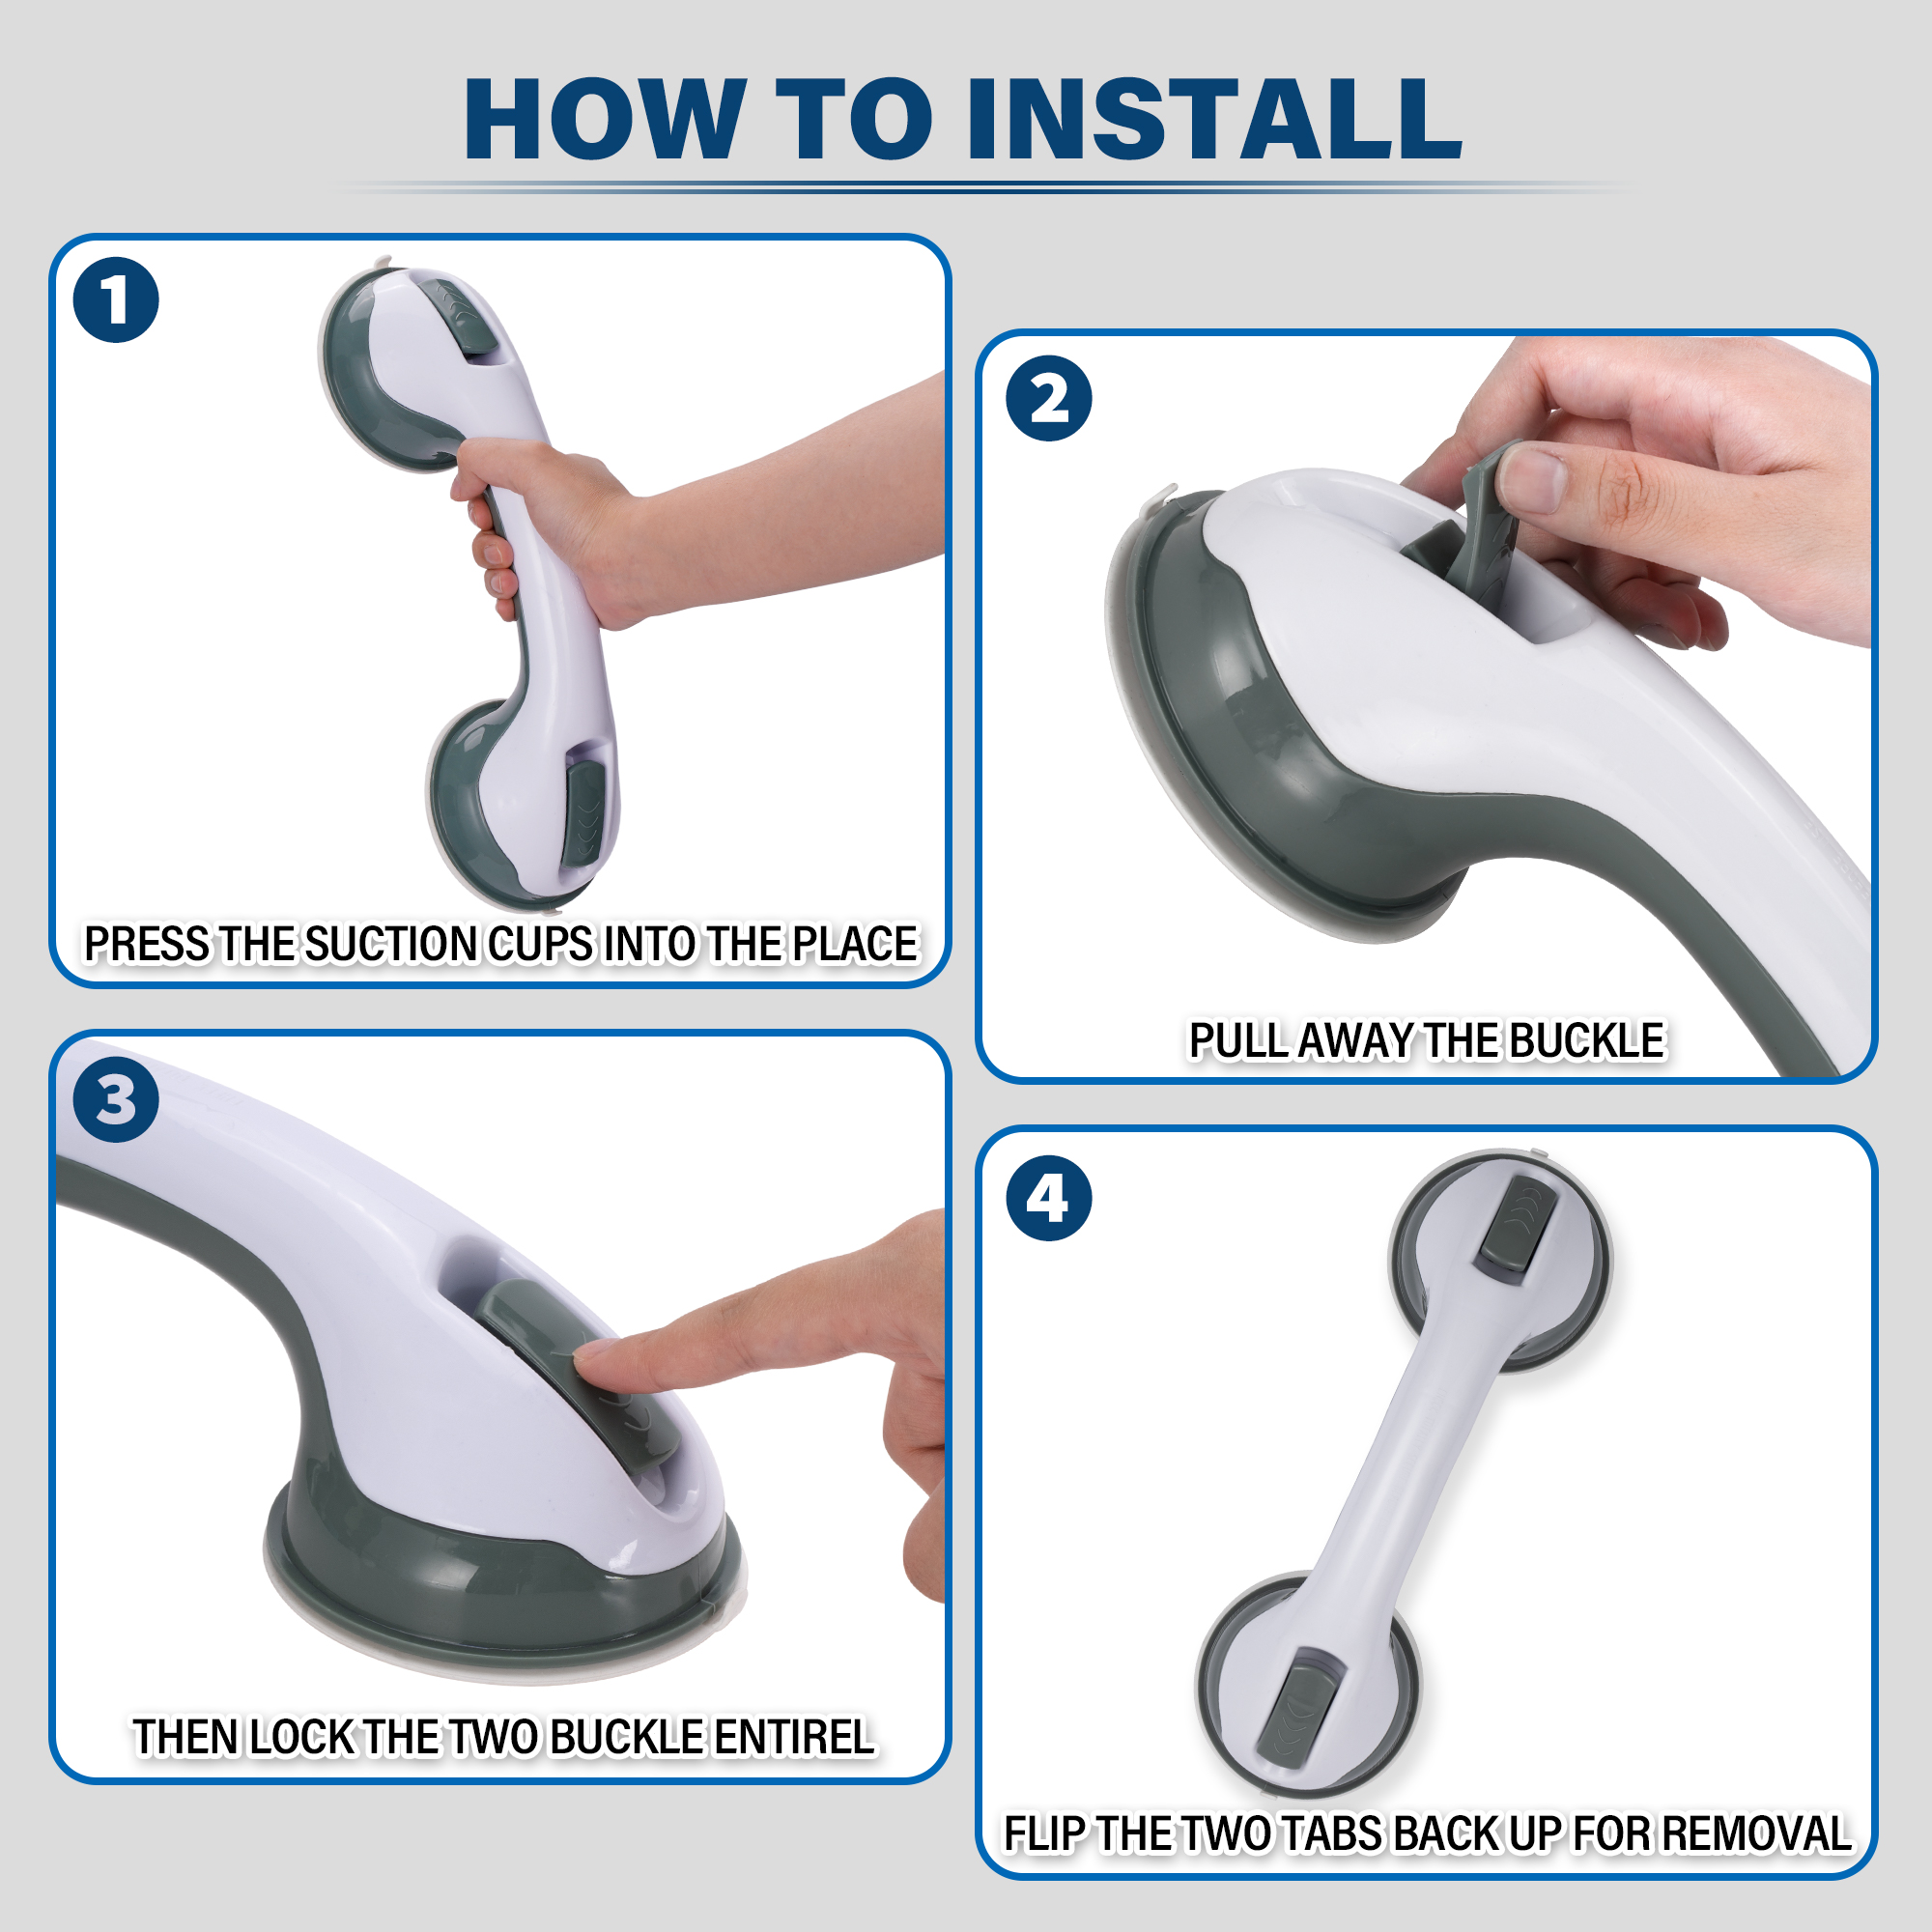 HOW TO INSTALL
1
PRESS THE SUCTION CUPS INTO THE PLACE
2
PULL AWAY THE BUCKLE
3
THEN LOCK THE TWO BUCKLE ENTIREL
4
FLIP THE TWO TABS BACK UP FOR REMOVAL